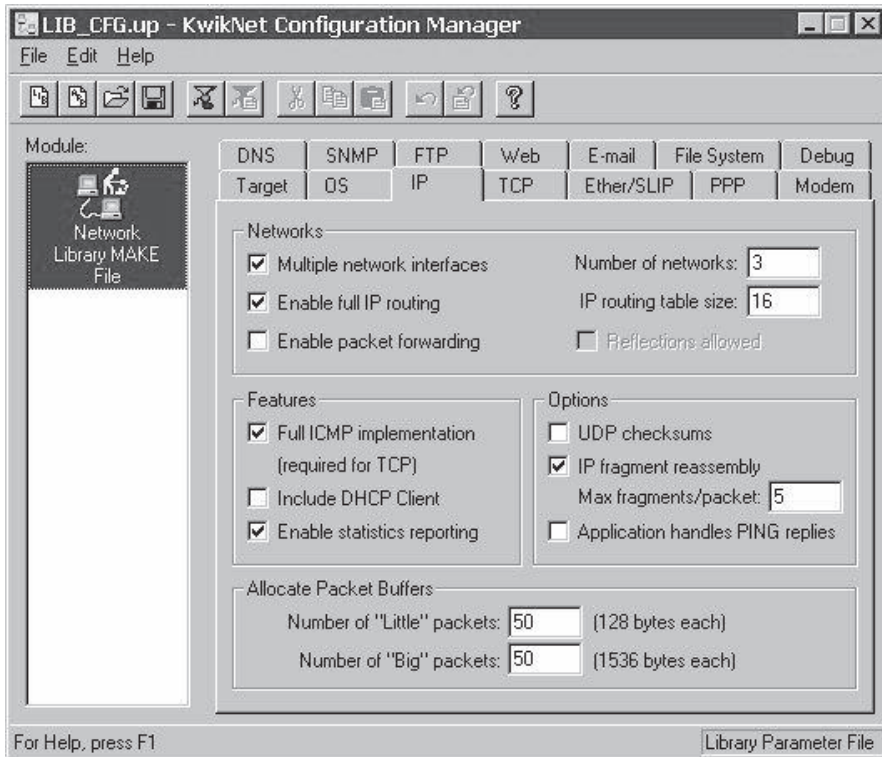 LIB_CFG.up - KwikNet Configuration Manager
File Edit Help
Module:
Network
Library MAKE
File
DNS SNMP FTP Web E-mail File System Debug
Target OS IP TCP Ether/SLIP PPP Modem
Networks
Multiple network interfaces Number of networks: 3
Enable full IP routing IP routing table size: 16
Enable packet forwarding Reflections allowed
Features
Full ICMP implementation
(required for TCP)
Include DHCP Client
Enable statistics reporting
Options
UDP checksums
IP fragment reassembly
Max fragments/packet: 5
Application handles PING replies
Allocate Packet Buffers
Number of "Little" packets: 50 (128 bytes each)
Number of "Big" packets: 50 (1536 bytes each)
For Help, press F1 Library Parameter File